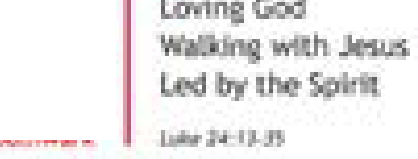 Loving God
Walking with Jesus
Led by the Spirit
Luke 24:13-35